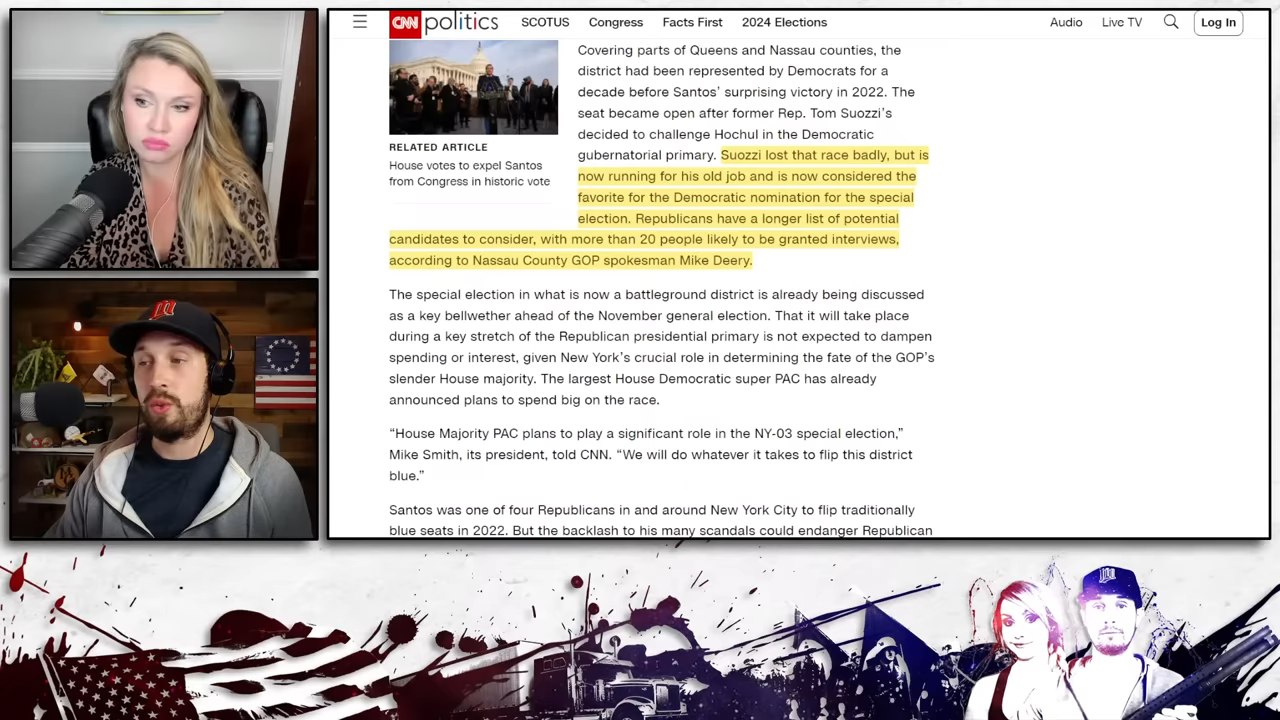 CNN politics SCOTUS Congress Facts First 2024 Elections Audio Live TV Log In
RELATED ARTICLE
House votes to expel Santos
from Congress in historic vote
Covering parts of Queens and Nassau counties, the
district had been represented by Democrats for a
decade before Santos’ surprising victory in 2022. The
seat became open after former Rep. Tom Suozzi’s
decided to challenge Hochul in the Democratic
gubernatorial primary. Suozzi lost that race badly, but is
now running for his old job and is now considered the
favorite for the Democratic nomination for the special
election. Republicans have a longer list of potential
candidates to consider, with more than 20 people likely to be granted interviews,
according to Nassau County GOP spokesman Mike Deery.
The special election in what is now a battleground district is already being discussed
as a key bellwether ahead of the November general election. That it will take place
during a key stretch of the Republican presidential primary is not expected to dampen
spending or interest, given New York’s crucial role in determining the fate of the GOP’s
slender House majority. The largest House Democratic super PAC has already
announced plans to spend big on the race.
“House Majority PAC plans to play a significant role in the NY-03 special election,”
Mike Smith, its president, told CNN. “We will do whatever it takes to flip this district
blue.”
Santos was one of four Republicans in and around New York City to flip traditionally
blue seats in 2022. But the backlash to his many scandals could endanger Republican